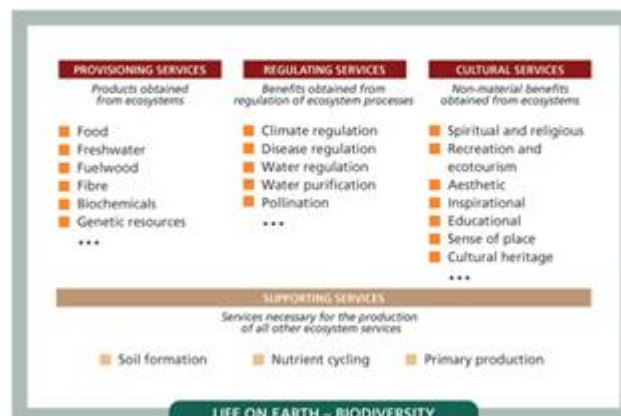 PROVISIONING SERVICES
Products obtained
from ecosystems
Food
Freshwater
Fuelwood
Fibre
Biochemicals
Genetic resources
...
REGULATING SERVICES
Benefits obtained from
regulation of ecosystem processes
Climate regulation
Disease regulation
Water regulation
Water purification
Pollination
...
CULTURAL SERVICES
Non-material benefits
obtained from ecosystems
Spiritual and religious
Recreation and
ecotourism
Aesthetic
Inspirational
Educational
Sense of place
Cultural heritage
...
SUPPORTING SERVICES
Services necessary for the production
of all other ecosystem services
Soil formation
Nutrient cycling
Primary production
LIFE ON EARTH – BIODIVERSITY